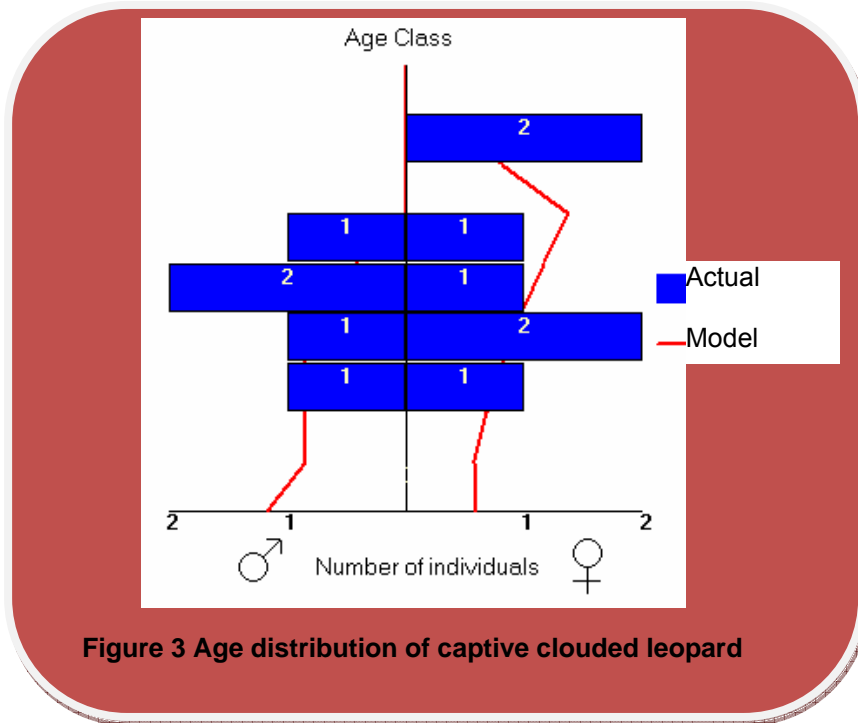 Age Class
2
1 1
2 1
1 2
1 1
Actual
Model
2 1 1 2
♂ Number of individuals ♀
Figure 3 Age distribution of captive clouded leopard